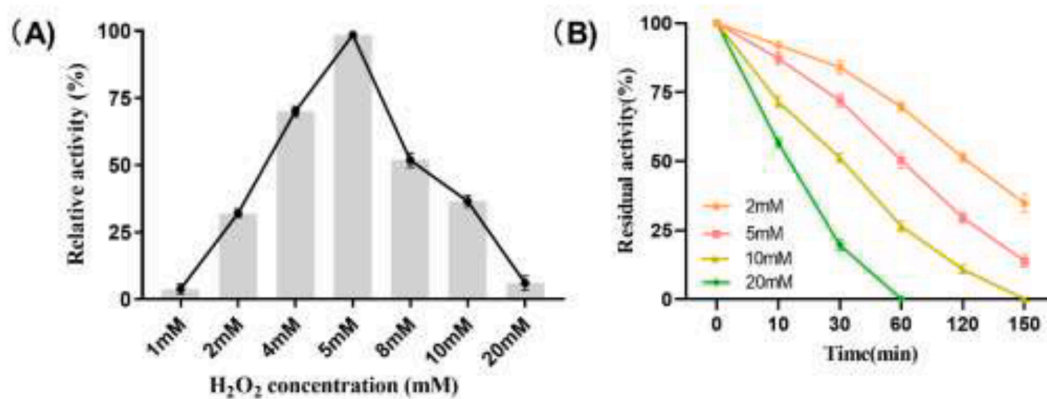 (A)
Relative activity (%)
100
75
50
25
0
1mM
2mM
4mM
5mM
8mM
10mM
20mM
H₂O₂ concentration (mM)
(B)
Residual activity(%)
100
75
50
25
0
2mM
5mM
10mM
20mM
0 10 30 60 120 150
Time(min)